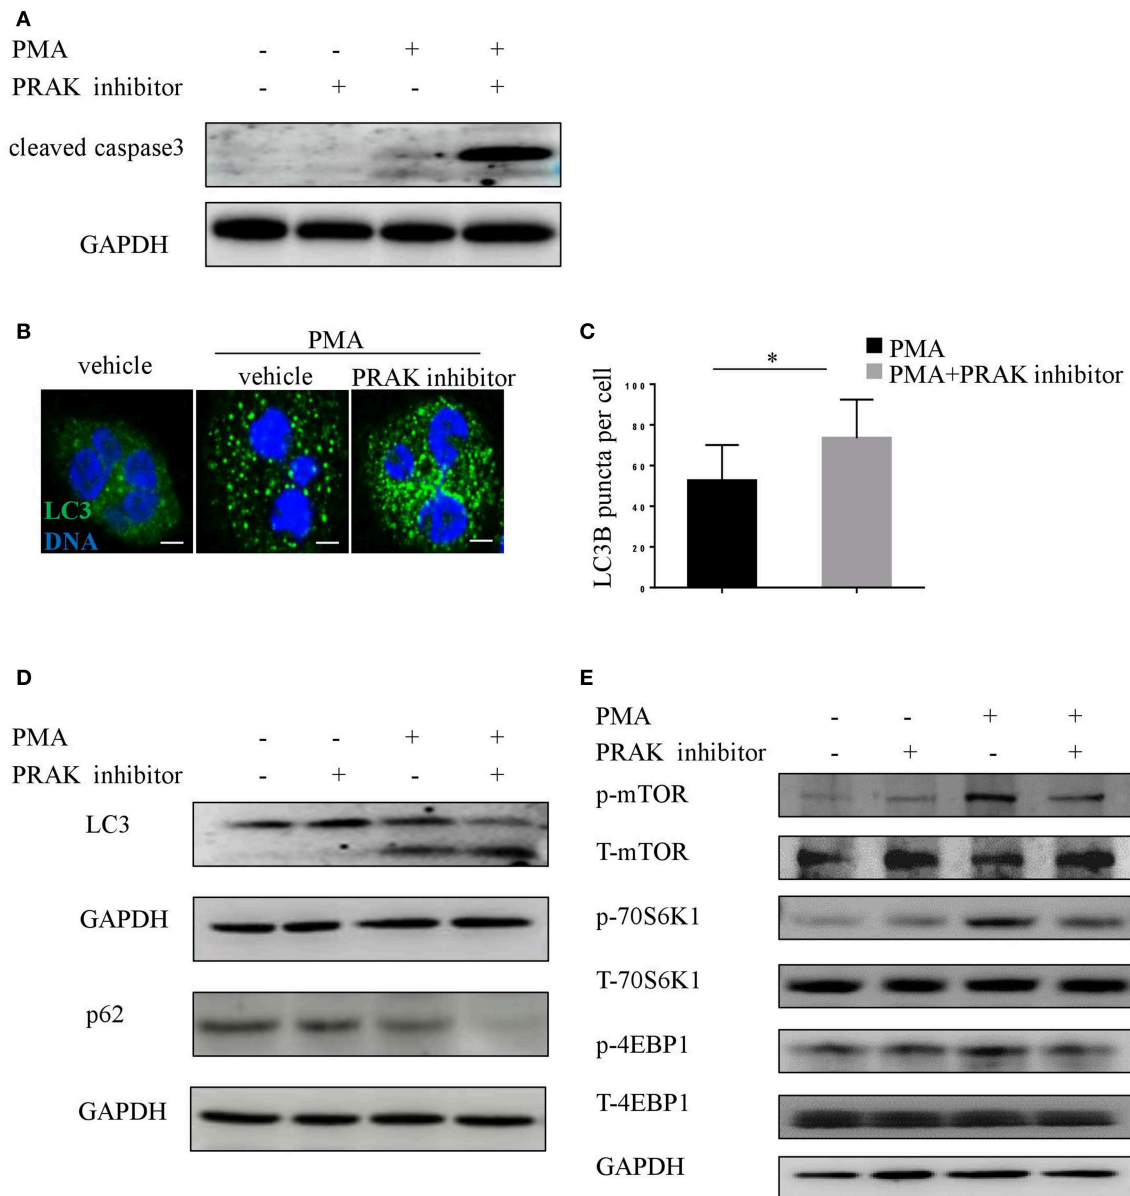 A
PMA - - + +
PRAK inhibitor - + - +
cleaved caspase3
GAPDH
B
PMA
vehicle vehicle PRAK inhibitor
LC3
DNA
C
PMA
PMA+PRAK inhibitor
*
LC3B puncta per cell
100
80
60
40
20
0
D
PMA - - + +
PRAK inhibitor - + - +
LC3
GAPDH
p62
GAPDH
E
PMA - - + +
PRAK inhibitor - + - +
p-mTOR
T-mTOR
p-70S6K1
T-70S6K1
p-4EBP1
T-4EBP1
GAPDH